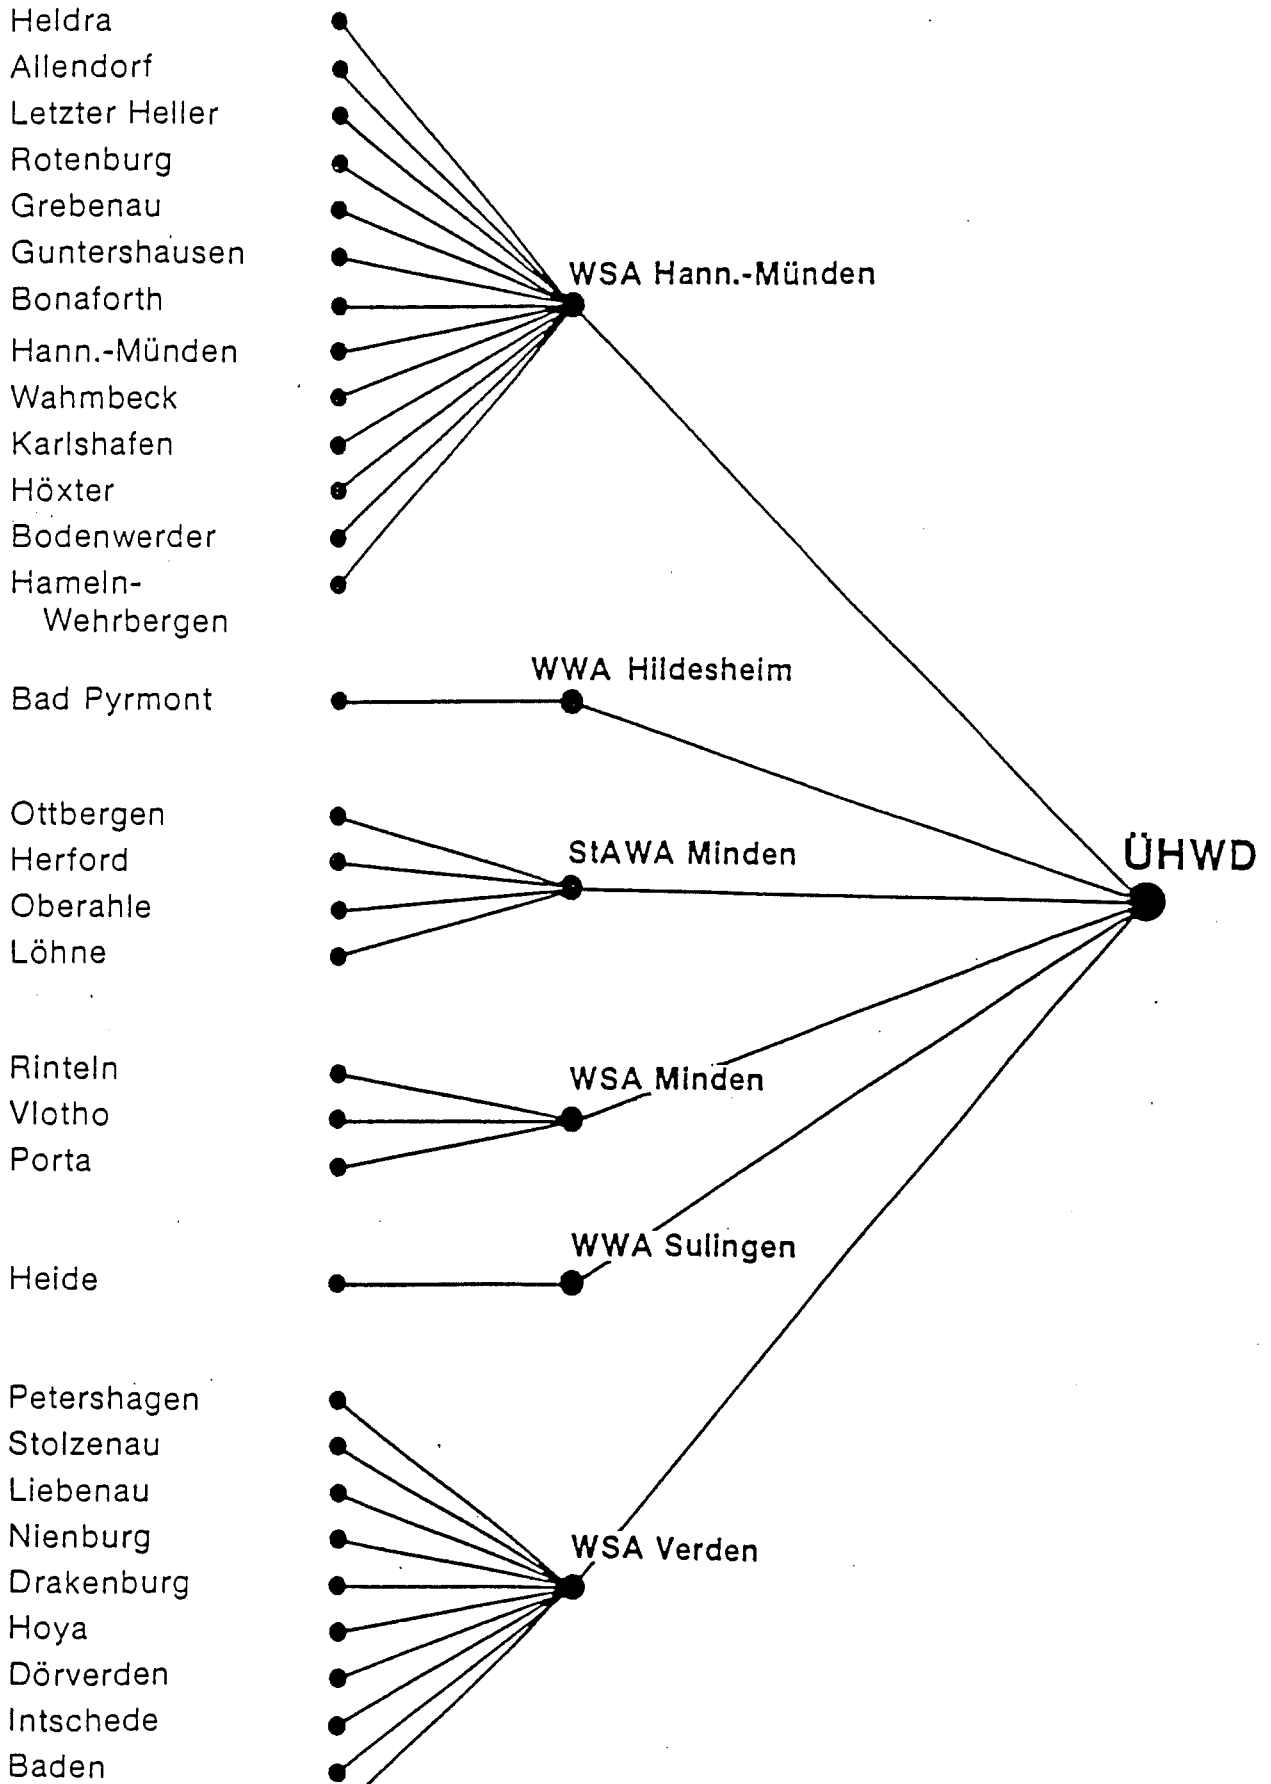 Heldra
Allendorf
Letzter Heller
Rotenburg
Grebenau
Guntershausen
WSA Hann.-Münden
Bonaforth
Hann.-Münden
Wahmbeck
Karlshafen
Höxter
Bodenwerder
Hameln-
Wehrbergen
WWA Hildesheim
Bad Pyrmont
Ottbergen
StAWA Minden
ÜHWD
Herford
Oberahle
Löhne
Rinteln
WSA Minden
Vlotho
Porta
WWA Sulingen
Heide
Petershagen
Stolzenau
Liebenau
Nienburg
WSA Verden
Drakenburg
Hoya
Dörverden
Intschede
Baden